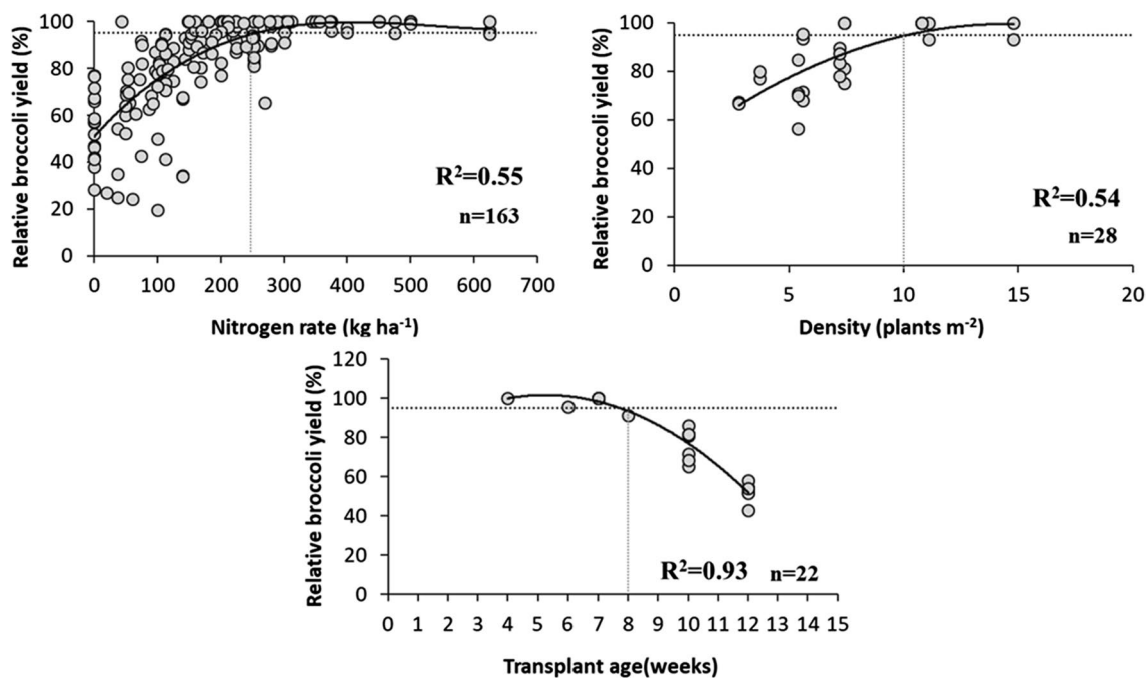 Relative broccoli yield (%)
100
80
60
40
20
0
R²=0.55
n=163
0 100 200 300 400 500 600 700
Nitrogen rate (kg ha⁻¹)
Relative broccoli yield (%)
100
80
60
40
20
0
R²=0.54
n=28
0 5 10 15 20
Density (plants m⁻²)
Relative broccoli yield (%)
120
100
80
60
40
20
0
R²=0.93 n=22
0 1 2 3 4 5 6 7 8 9 10 11 12 13 14 15
Transplant age(weeks)